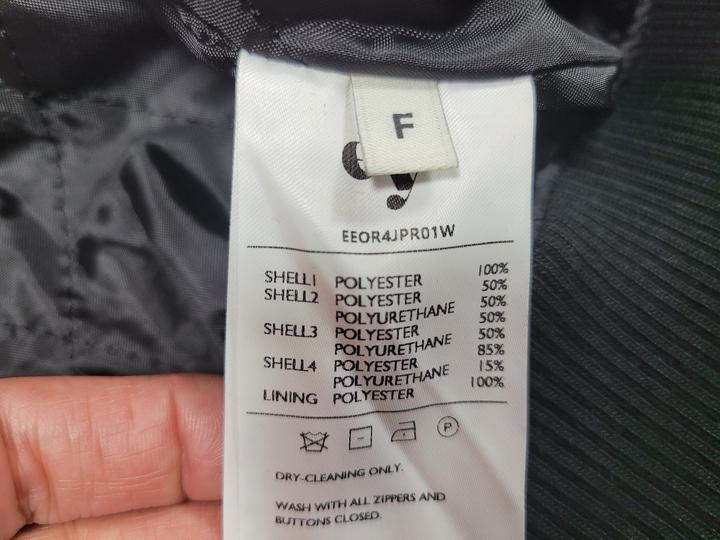 F
EEOR4JPR01W
SHELL1 POLYESTER 100%
SHELL2 POLYESTER 50%
POLYURETHANE 50%
SHELL3 POLYESTER 50%
POLYURETHANE 50%
SHELL4 POLYESTER 85%
POLYURETHANE 15%
LINING POLYESTER 100%
P
DRY-CLEANING ONLY.
WASH WITH ALL ZIPPERS AND
BUTTONS CLOSED.